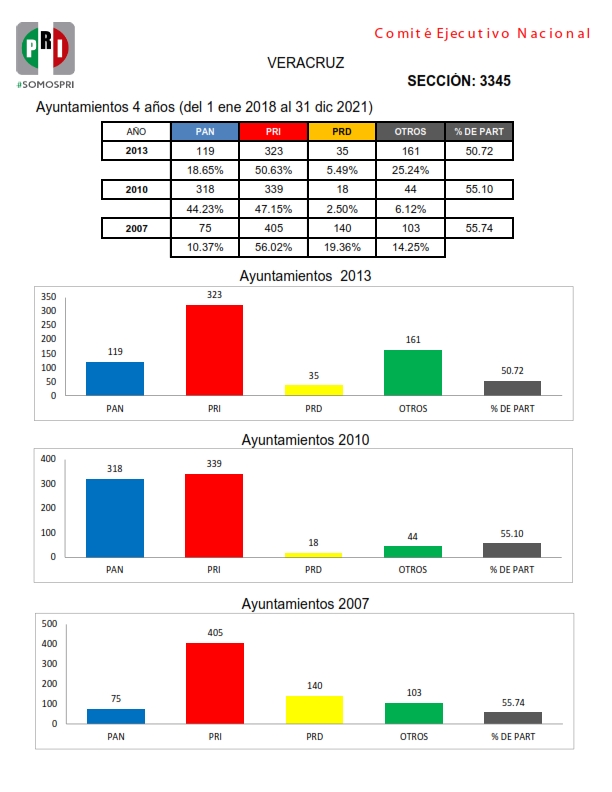 PRI
#SOMOSPRI
Comité Ejecutivo Nacional
VERACRUZ
SECCIÓN: 3345
Ayuntamientos 4 años (del 1 ene 2018 al 31 dic 2021)
AÑO PAN PRI PRD OTROS % DE PART
2013 119 323 35 161 50.72
18.65% 50.63% 5.49% 25.24%
2010 318 339 18 44 55.10
44.23% 47.15% 2.50% 6.12%
2007 75 405 140 103 55.74
10.37% 56.02% 19.36% 14.25%
Ayuntamientos 2013
350
300
250
200
150
100
50
0
119 323 35 161 50.72
PAN PRI PRD OTROS % DE PART
Ayuntamientos 2010
400
300
200
100
0
318 339 18 44 55.10
PAN PRI PRD OTROS % DE PART
Ayuntamientos 2007
500
400
300
200
100
0
75 405 140 103 55.74
PAN PRI PRD OTROS % DE PART